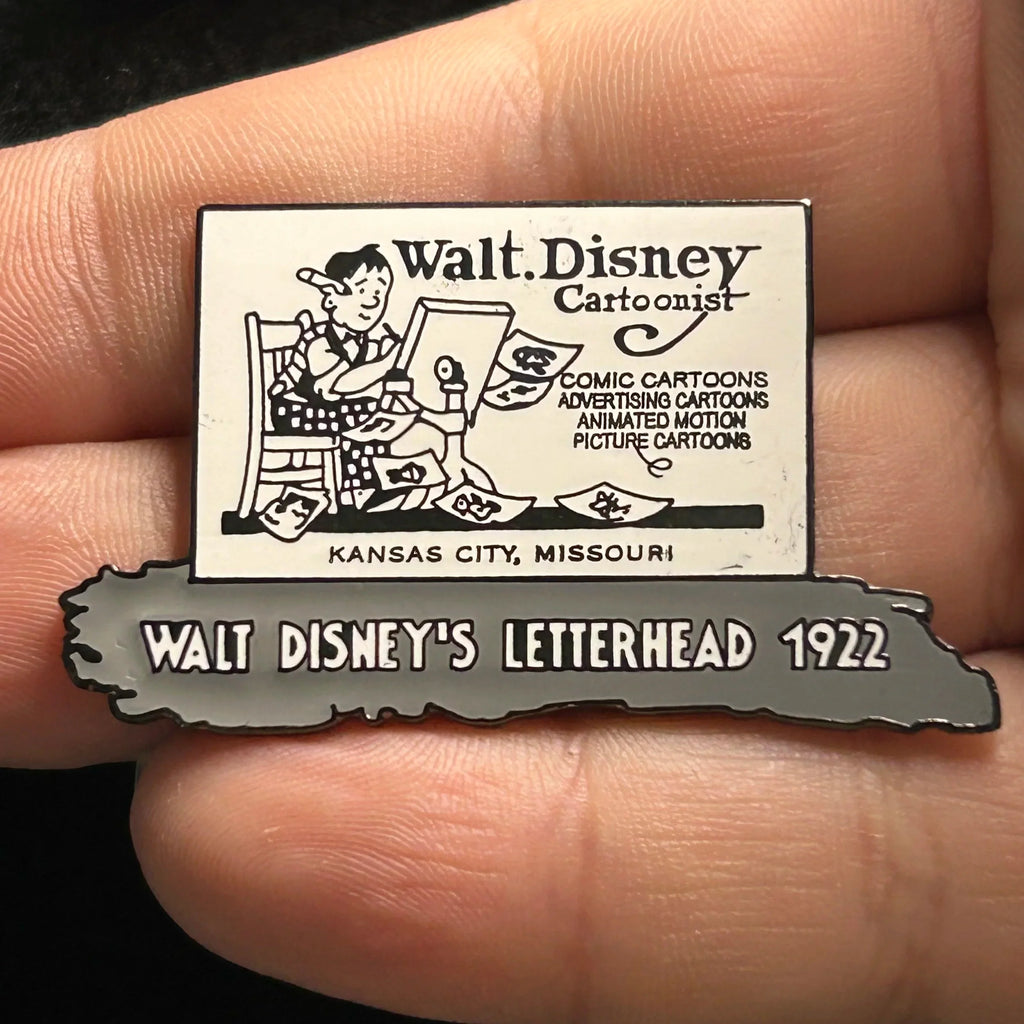 Walt. Disney
Cartoonist
COMIC CARTOONS
ADVERTISING CARTOONS
ANIMATED MOTION
PICTURE CARTOONS
KANSAS CITY, MISSOURI
WALT DISNEY'S LETTERHEAD 1922